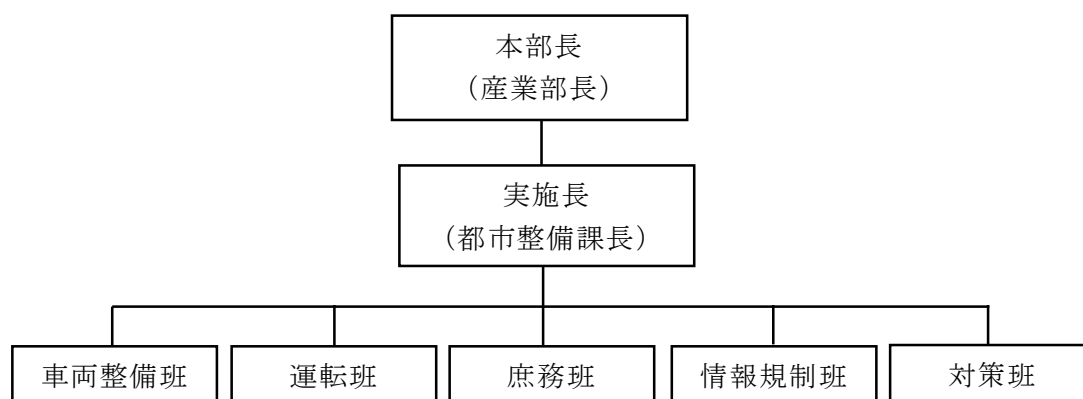 本部長
（産業部長）
実施長
（都市整備課長）
車両整備班
運転班
庶務班
情報規制班
対策班